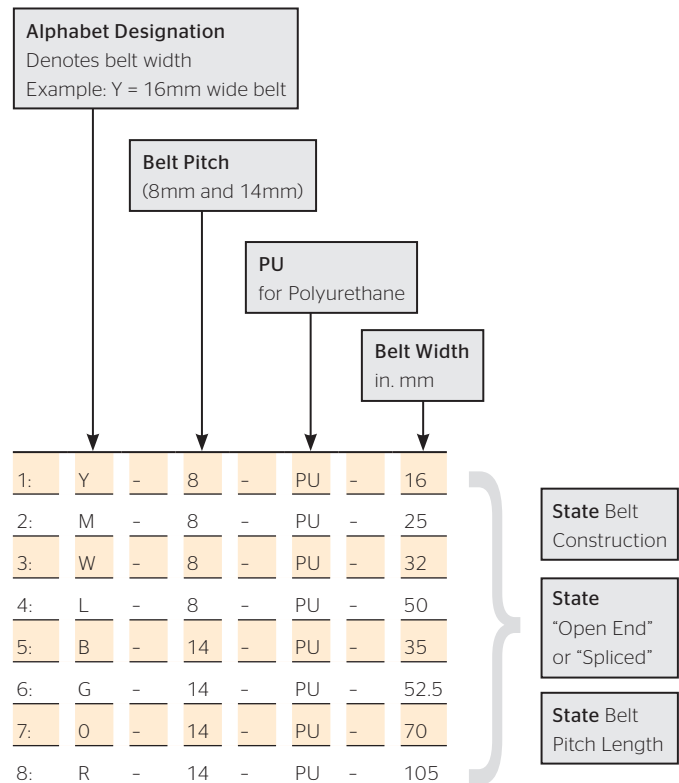 Alphabet Designation
Denotes belt width
Example: Y = 16mm wide belt
Belt Pitch
(8mm and 14mm)
PU
for Polyurethane
Belt Width
in. mm
1: Y - 8 - PU - 16
2: M - 8 - PU - 25
3: W - 8 - PU - 32
4: L - 8 - PU - 50
5: B - 14 - PU - 35
6: G - 14 - PU - 52.5
7: 0 - 14 - PU - 70
8: R - 14 - PU - 105
State Belt
Construction
State
“Open End”
or “Spliced”
State Belt
Pitch Length